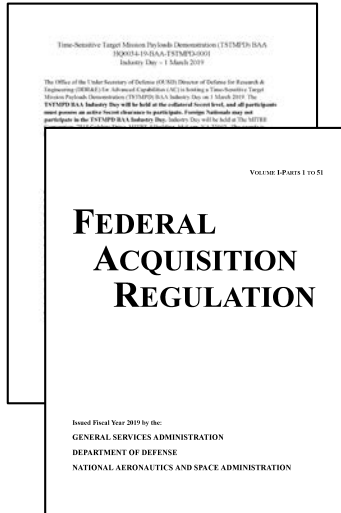 Time-Sensitive Target Mission Payloads Demonstration (TSTMPD) BAA
HQ0034-19-BAA-TSTMPD-0001
Industry Day – 1 March 2019
The Office of the Under Secretary of Defense (OUSD) Director of Defense for Research &
Engineering (DDR&E) for Advanced Capabilities (AC) is hosting a Time-Sensitive Target
Mission Payloads Demonstration (TSTMPD) BAA Industry Day on 1 March 2019. The
TSTMPD BAA Industry Day will be held at the collateral Secret level, and all participants
must possess an active Secret clearance to participate. Foreign Nationals may not
participate in the TSTMPD BAA Industry Day. Industry Day will be held at The MITRE
VOLUME I-PARTS 1 TO 51
FEDERAL
ACQUISITION
REGULATION
Issued Fiscal Year 2019 by the:
GENERAL SERVICES ADMINISTRATION
DEPARTMENT OF DEFENSE
NATIONAL AERONAUTICS AND SPACE ADMINISTRATION